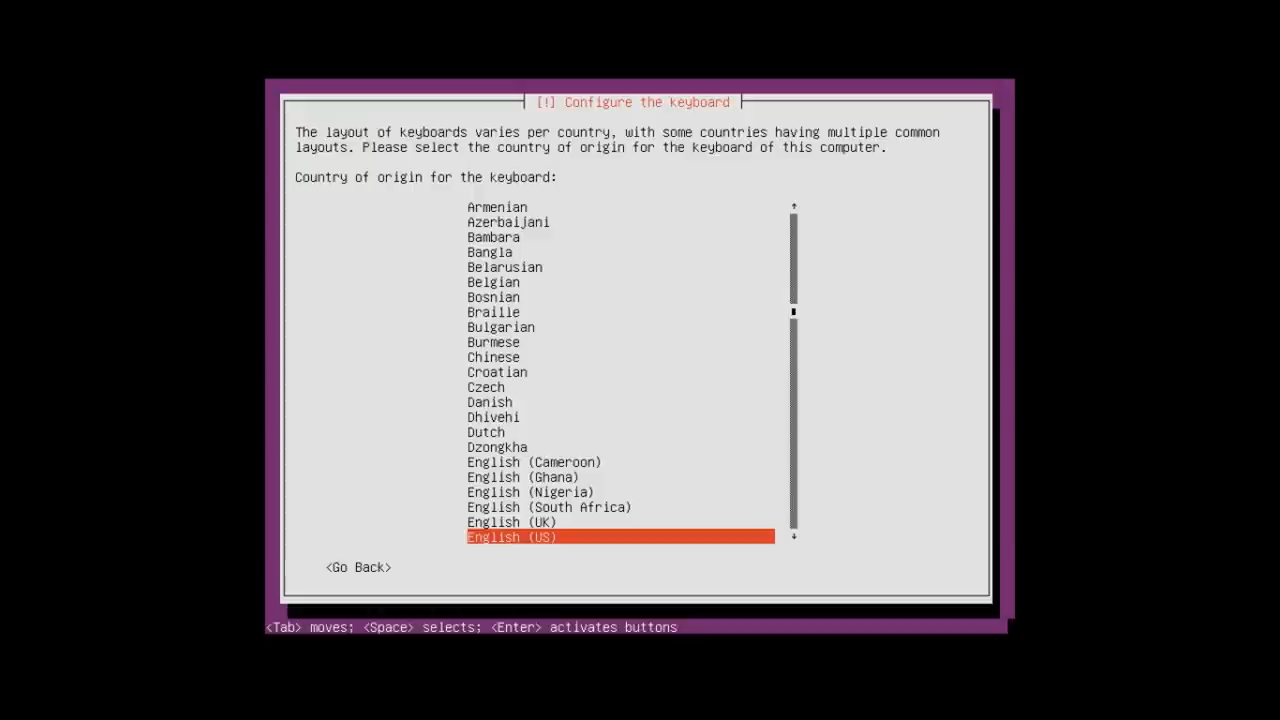 [!] Configure the keyboard
The layout of keyboards varies per country, with some countries having multiple common
layouts. Please select the country of origin for the keyboard of this computer.
Country of origin for the keyboard:
Armenian
Azerbaijani
Bambara
Bangla
Belarusian
Belgian
Bosnian
Braille
Bulgarian
Burmese
Chinese
Croatian
Czech
Danish
Dhivehi
Dutch
Dzongkha
English (Cameroon)
English (Ghana)
English (Nigeria)
English (South Africa)
English (UK)
English (US)
<Go Back>
<Tab> moves; <Space> selects; <Enter> activates buttons